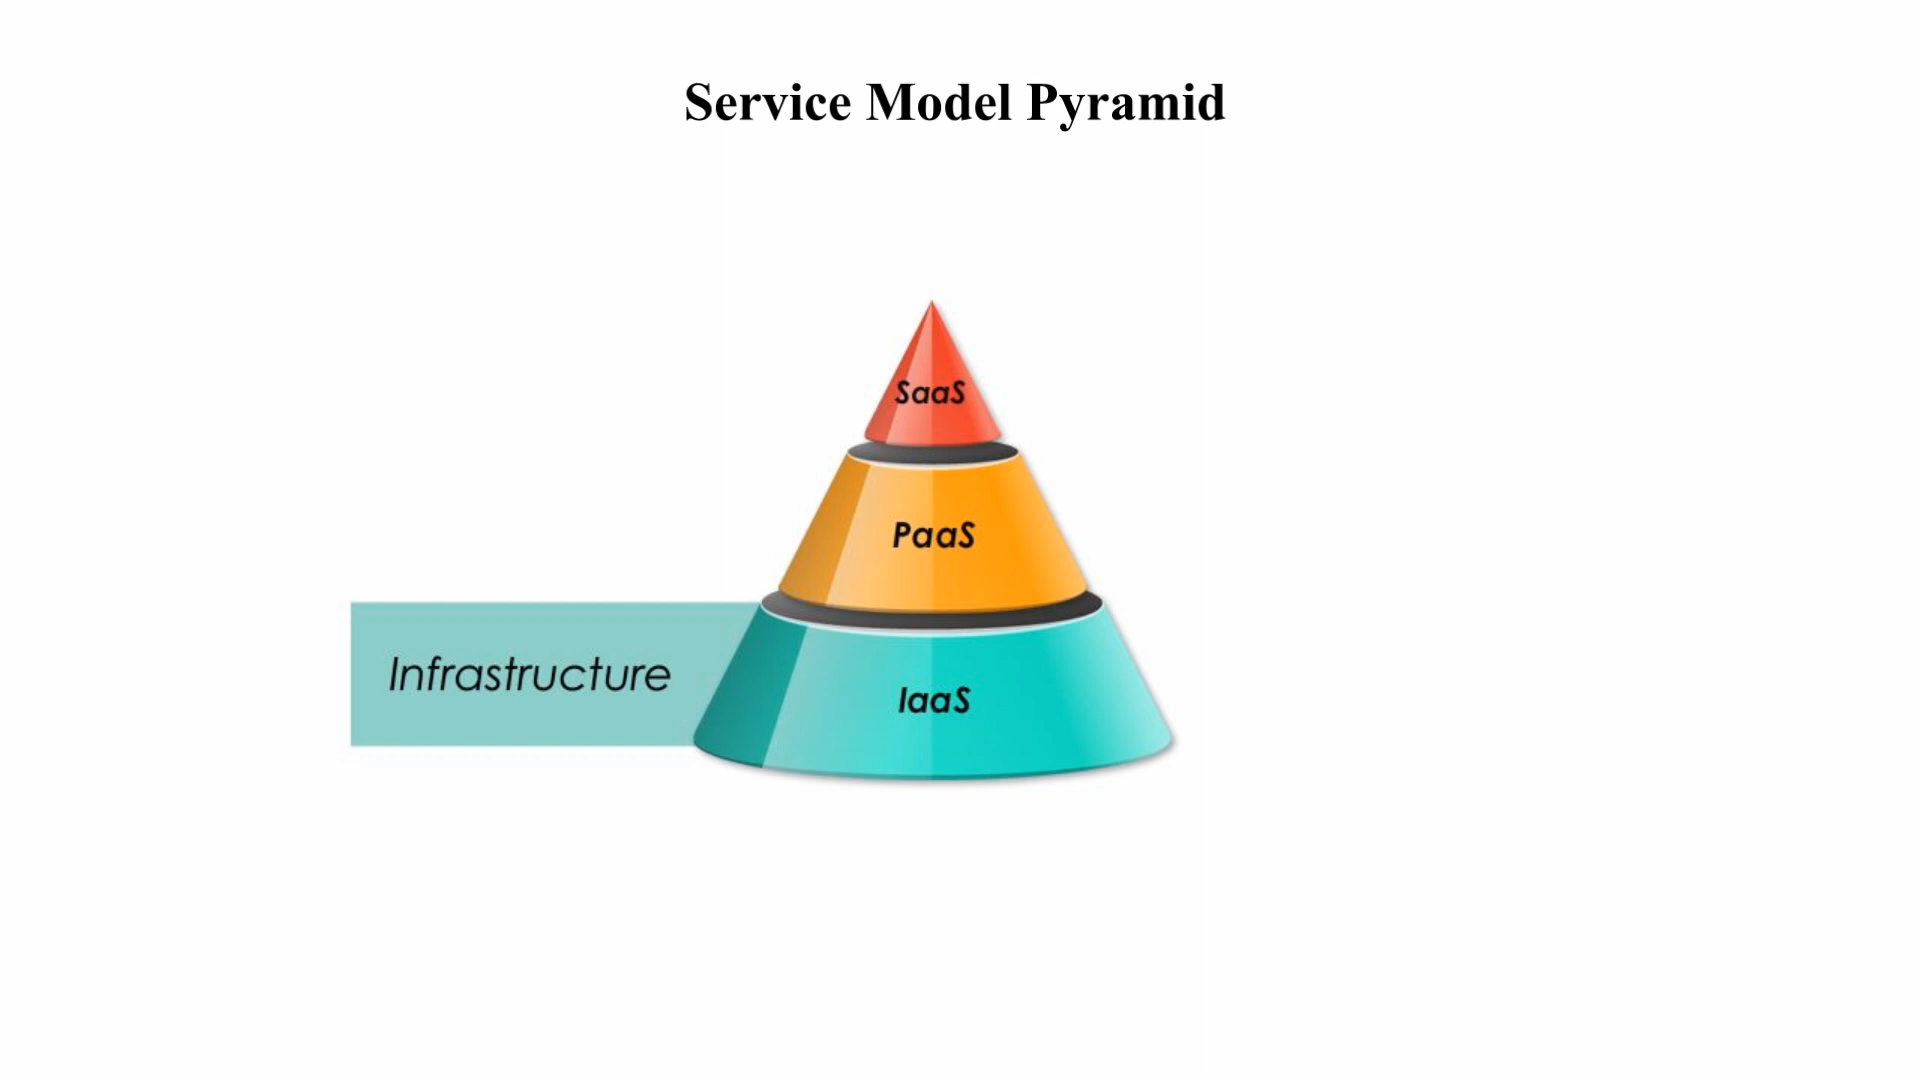 Service Model Pyramid
SaaS
PaaS
Infrastructure
IaaS